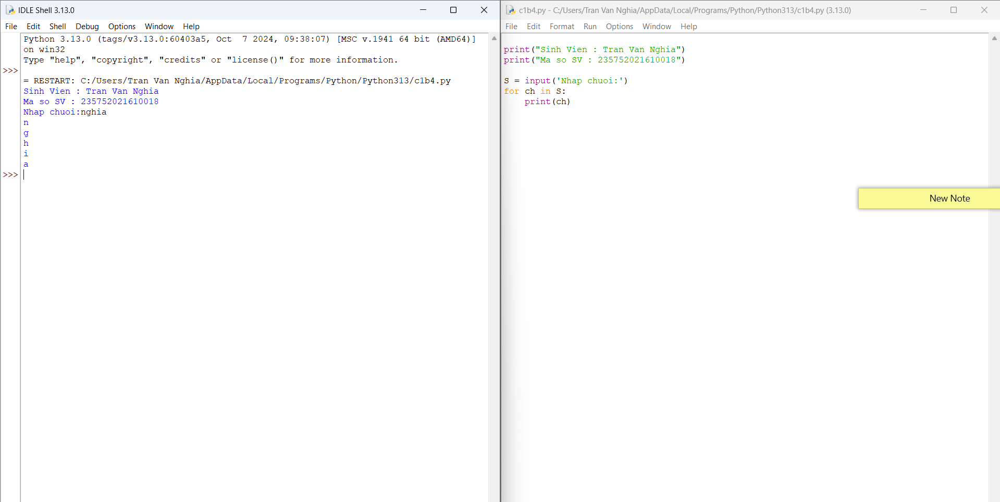 IDLE Shell 3.13.0
File Edit Shell Debug Options Window Help
Python 3.13.0 (tags/v3.13.0:60403a5, Oct  7 2024, 09:38:07) [MSC v.1941 64 bit (AMD64)]
on win32
Type "help", "copyright", "credits" or "license()" for more information.
>>>
= RESTART: C:/Users/Tran Van Nghia/AppData/Local/Programs/Python/Python313/c1b4.py
Sinh Vien : Tran Van Nghia
Ma so SV : 235752021610018
Nhap chuoi:nghia
n
g
h
i
a
>>>
c1b4.py - C:/Users/Tran Van Nghia/AppData/Local/Programs/Python/Python313/c1b4.py (3.13.0)
File Edit Format Run Options Window Help
print("Sinh Vien : Tran Van Nghia")
print("Ma so SV : 235752021610018")
S = input('Nhap chuoi:')
for ch in S:
    print(ch)
New Note